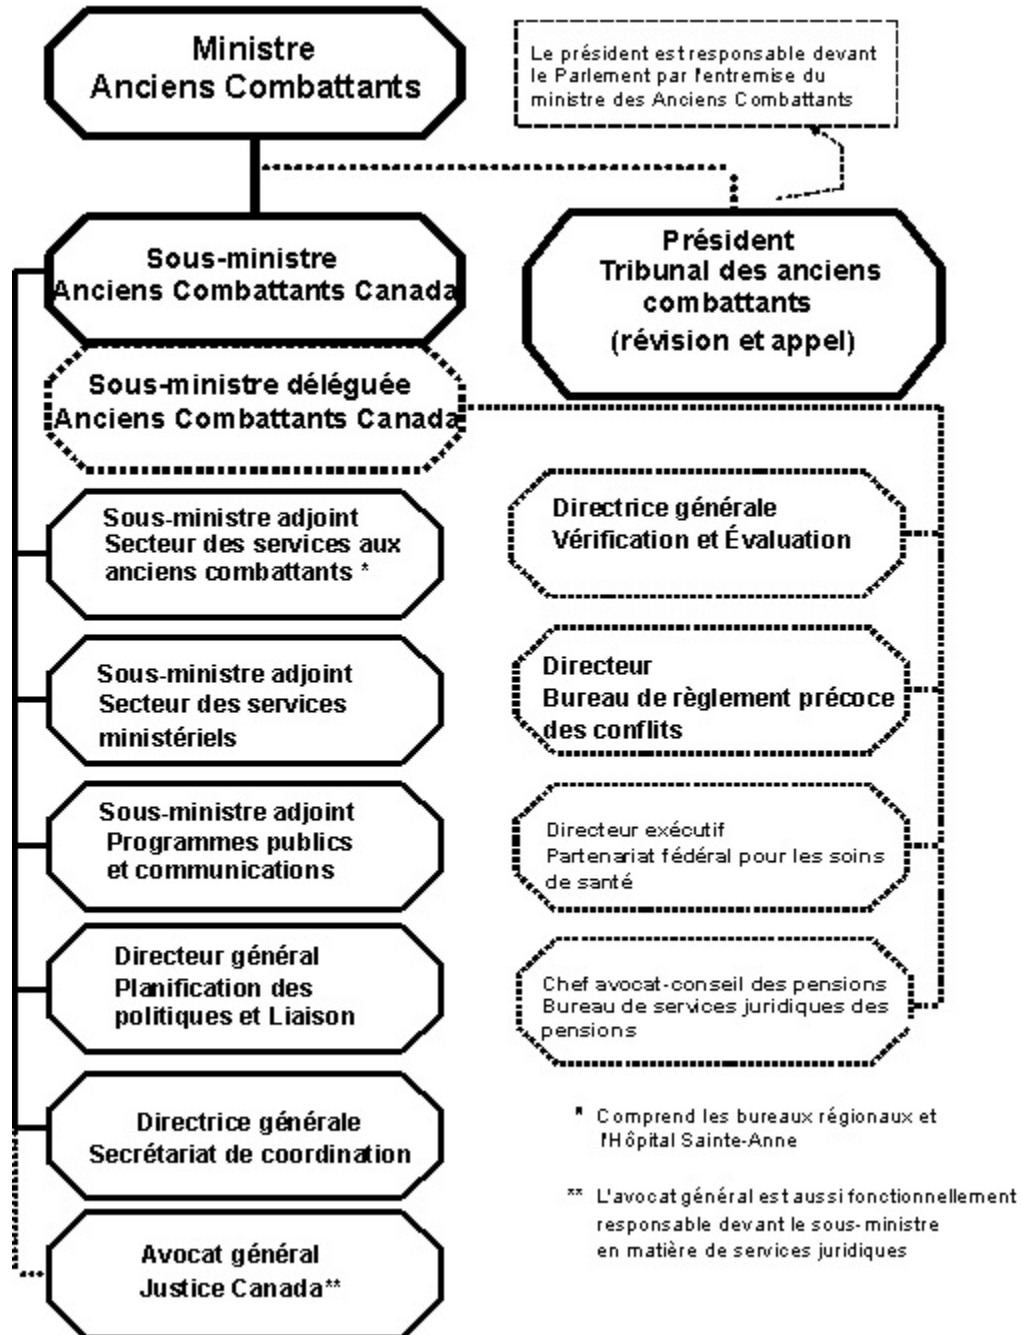 Ministre
Anciens Combattants
Le président est responsable devant
le Parlement par l'entremise du
ministre des Anciens Combattants
Sous-ministre
Anciens Combattants Canada
Président
Tribunal des anciens
combattants
(révision et appel)
Sous-ministre déléguée
Anciens Combattants Canada
Sous-ministre adjoint
Secteur des services aux
anciens combattants *
Sous-ministre adjoint
Secteur des services
ministériels
Sous-ministre adjoint
Programmes publics
et communications
Directeur général
Planification des
politiques et Liaison
Directrice générale
Secrétariat de coordination
Avocat général
Justice Canada**
Directrice générale
Vérification et Évaluation
Directeur
Bureau de règlement précoce
des conflits
Directeur exécutif
Partenariat fédéral pour les soins
de santé
Chef avocat-conseil des pensions
Bureau de services juridiques des
pensions
* Comprend les bureaux régionaux et
l'Hôpital Sainte-Anne
** L'avocat général est aussi fonctionnellement
responsable devant le sous-ministre
en matière de services juridiques